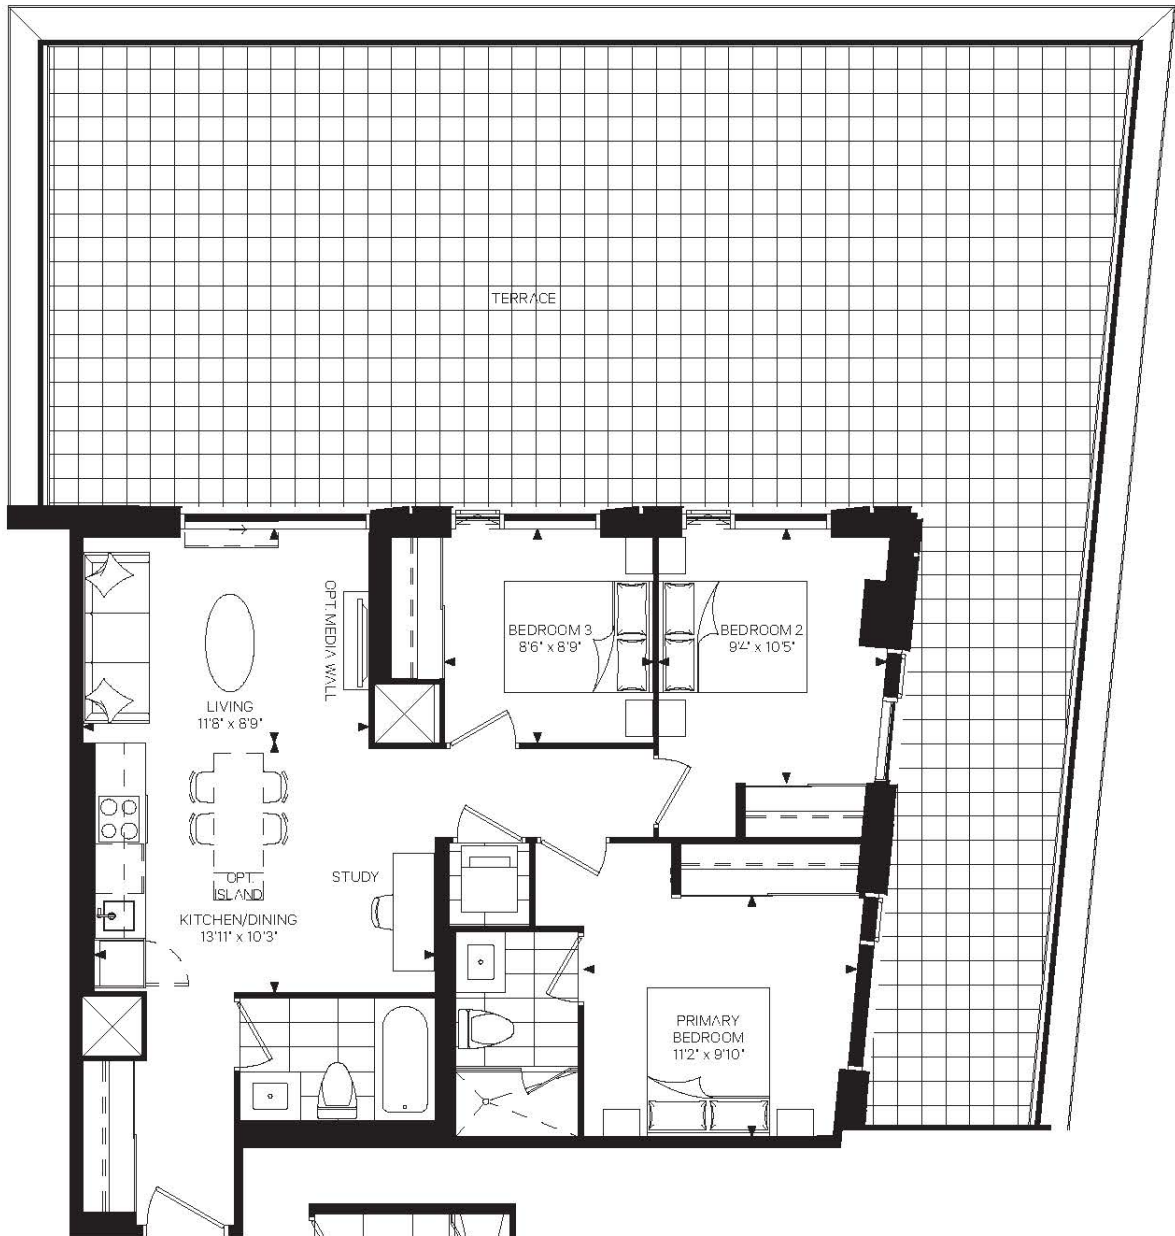 TERRACE
OPT. MEDIA WALL
BEDROOM 3
8'6" x 8'9"
BEDROOM 2
9'4" x 10'5"
LIVING
11'8" x 8'9"
OPT.
ISLAND
STUDY
KITCHEN/DINING
13'11" x 10'3"
PRIMARY
BEDROOM
11'2" x 9'10"